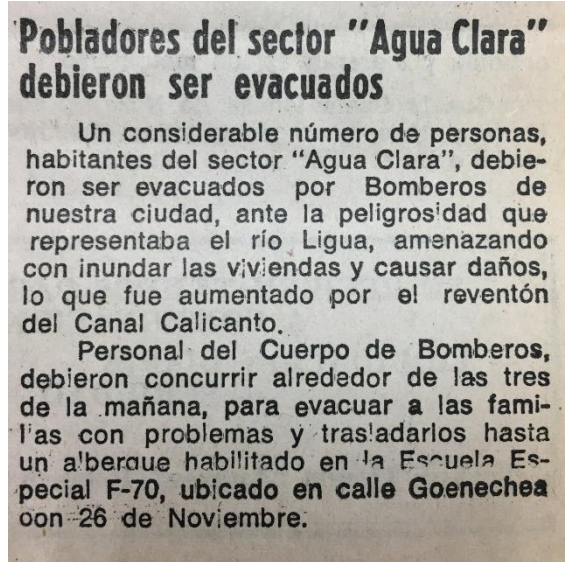 Pobladores del sector "Agua Clara"
debieron ser evacuados
Un considerable número de personas,
habitantes del sector "Agua Clara", debie-
ron ser evacuados por Bomberos de
nuestra ciudad, ante la peligrosidad que
representaba el río Ligua, amenazando
con inundar las viviendas y causar daños,
lo que fue aumentado por el reventón
del Canal Calicanto.
Personal del Cuerpo de Bomberos,
debieron concurrir alrededor de las tres
de la mañana, para evacuar a las fami-
lias con problemas y trasladarlos hasta
un albergue habilitado en la Escuela Es-
pecial F-70, ubicado en calle Goenechea
oon 26 de Noviembre.